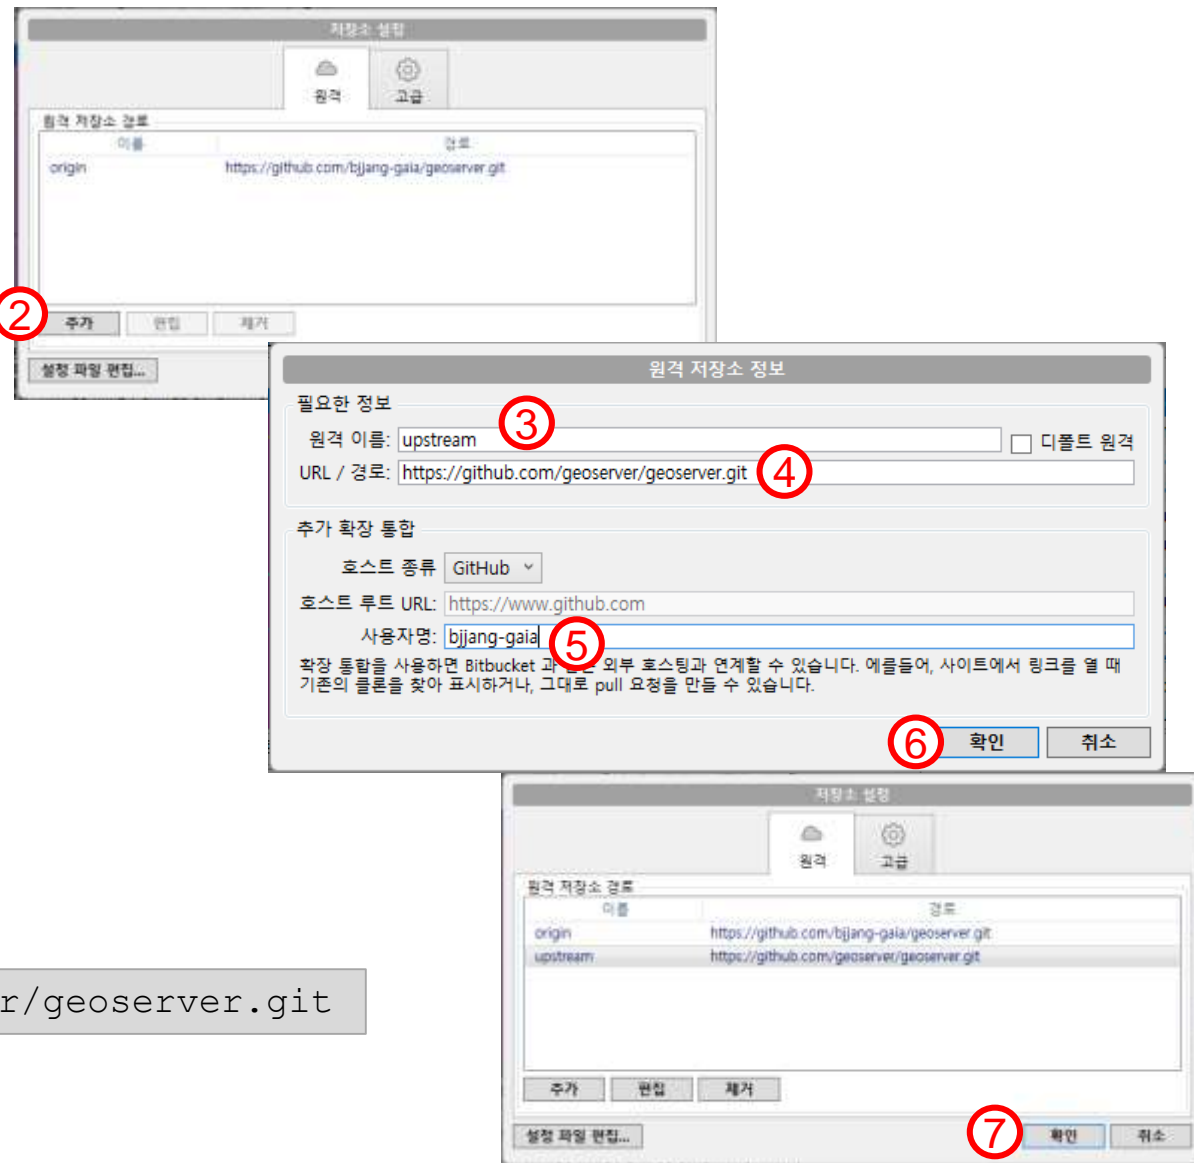 저장소 설정
원격
고급
원격 저장소 경로
이름
경로
origin
https://github.com/bjjang-gaia/geoserver.git
②
추가
편집
제거
설정 파일 편집...
원격 저장소 정보
필요한 정보
③
원격 이름: upstream
디폴트 원격
URL / 경로: https://github.com/geoserver/geoserver.git
④
추가 확장 통합
호스트 종류 GitHub
호스트 루트 URL: https://www.github.com
사용자명: bjjang-gaia
⑤
확장 통합을 사용하면 Bitbucket 과 외부 호스팅과 연계할 수 있습니다. 예를들어, 사이트에서 링크를 열 때
기존의 클론을 찾아 표시하거나, 그대로 pull 요청을 만들 수 있습니다.
⑥
확인
취소
저장소 설정
원격
고급
원격 저장소 경로
이름
경로
origin
https://github.com/bjjang-gaia/geoserver.git
upstream
https://github.com/geoserver/geoserver.git
r/geoserver.git
추가
편집
제거
설정 파일 편집...
⑦
확인
취소